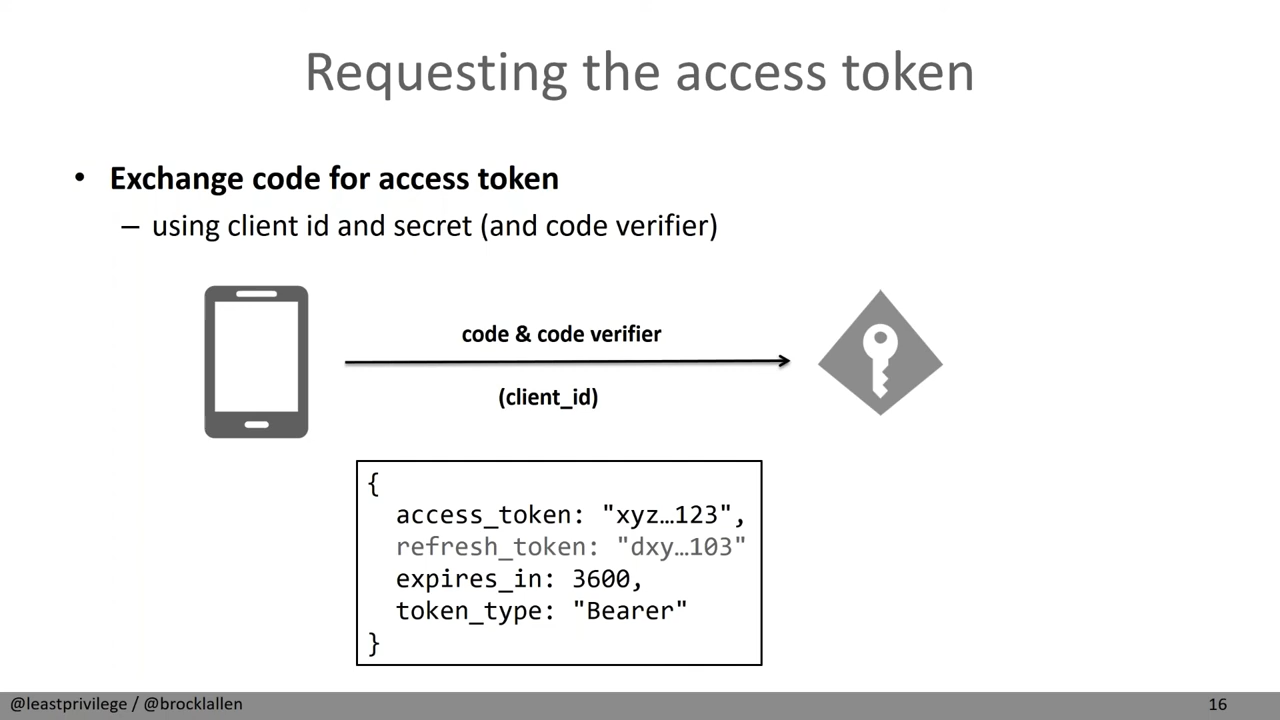 Requesting the access token
• Exchange code for access token
– using client id and secret (and code verifier)
code & code verifier
(client_id)
{
access_token: "xyz…123",
refresh_token: "dxy…103"
expires_in: 3600,
token_type: "Bearer"
}
@leastprivilege / @brocklallen
16